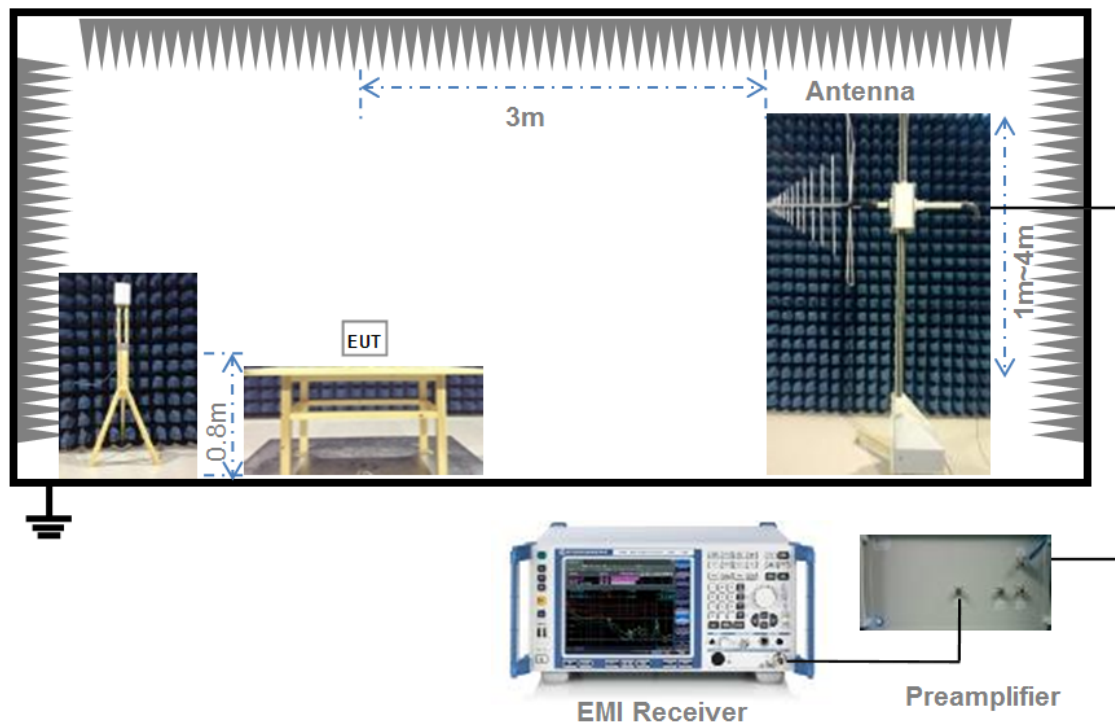 Antenna
3m
1m~4m
EUT
0.8m
EMI Receiver
Preamplifier